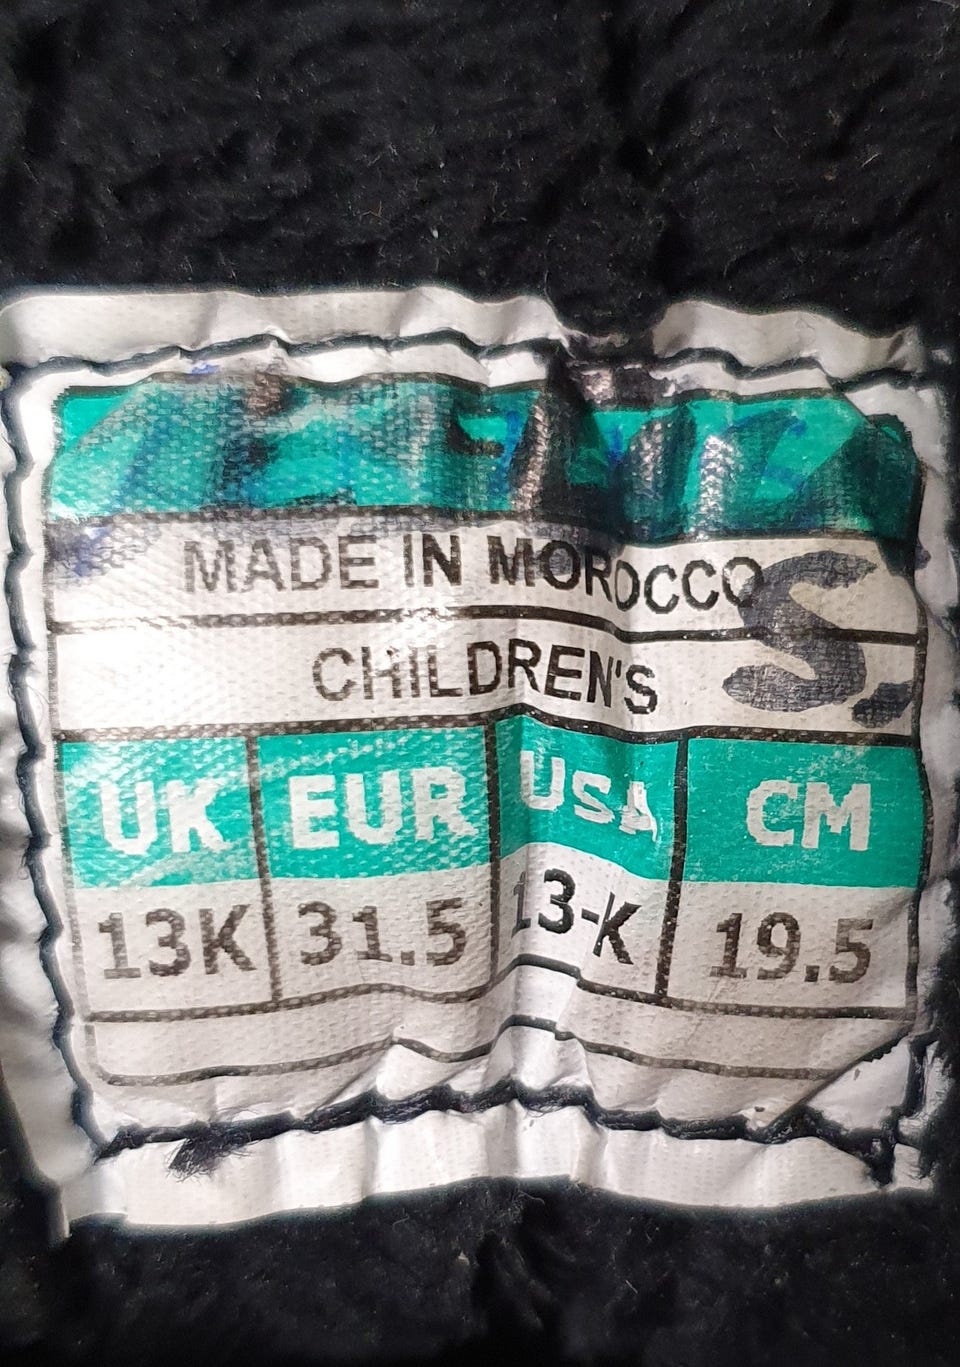 MADE IN MOROCCO
S.
CHILDREN'S
UK EUR USA CM
13K 31.5 13-K 19.5